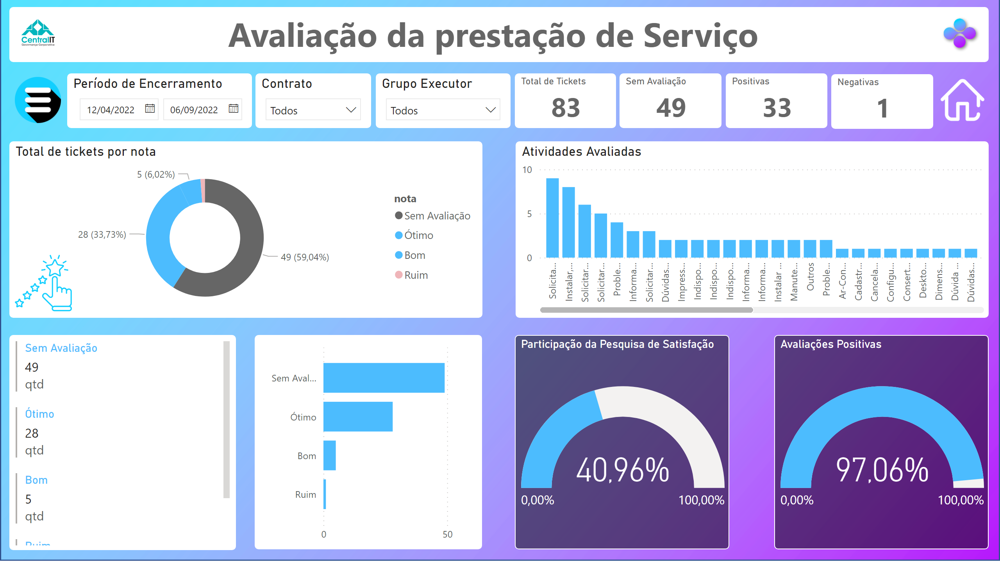 CentralIT
Governança Corporativa
Avaliação da prestação de Serviço
Período de Encerramento
12/04/2022
06/09/2022
Contrato
Todos
Grupo Executor
Todos
Total de Tickets
83
Sem Avaliação
49
Positivas
33
Negativas
1
Total de tickets por nota
5 (6,02%)
28 (33,73%)
49 (59,04%)
nota
Sem Avaliação
Ótimo
Bom
Ruim
Atividades Avaliadas
10
5
0
Solicita...
Instalar,...
Solicitar...
Solicitar...
Proble...
Informa...
Solicitar...
Dúvidas...
Impress...
Indispo...
Indispo...
Indispo...
Informa...
Informa...
Instalar ...
Manute...
Outros
Proble...
Ar-Con...
Cadastr...
Cancela...
Configu...
Consert...
Deskto...
Dimens...
Dúvida ...
Dúvidas...
Sem Avaliação
49
qtd
Ótimo
28
qtd
Bom
5
qtd
Ruim
Sem Aval...
Ótimo
Bom
Ruim
0
50
Participação da Pesquisa de Satisfação
40,96%
0,00%
100,00%
Avaliações Positivas
97,06%
0,00%
100,00%